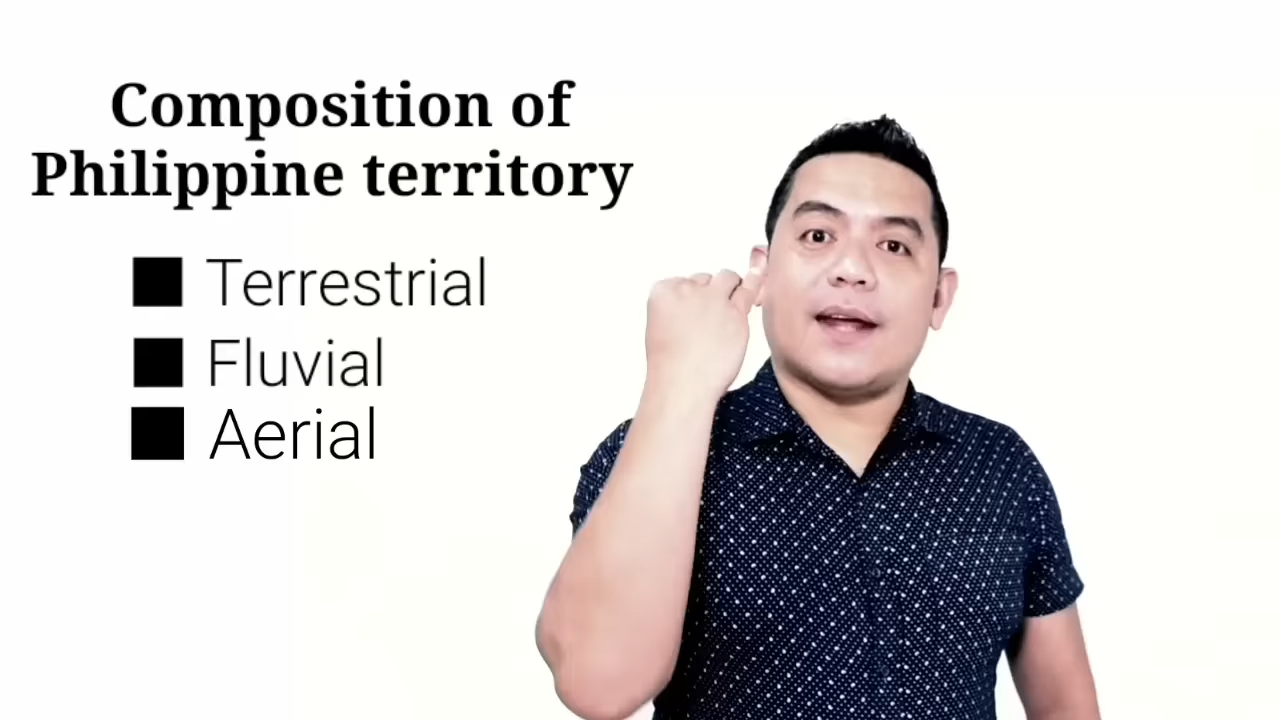 Composition of
Philippine territory
Terrestrial
Fluvial
Aerial